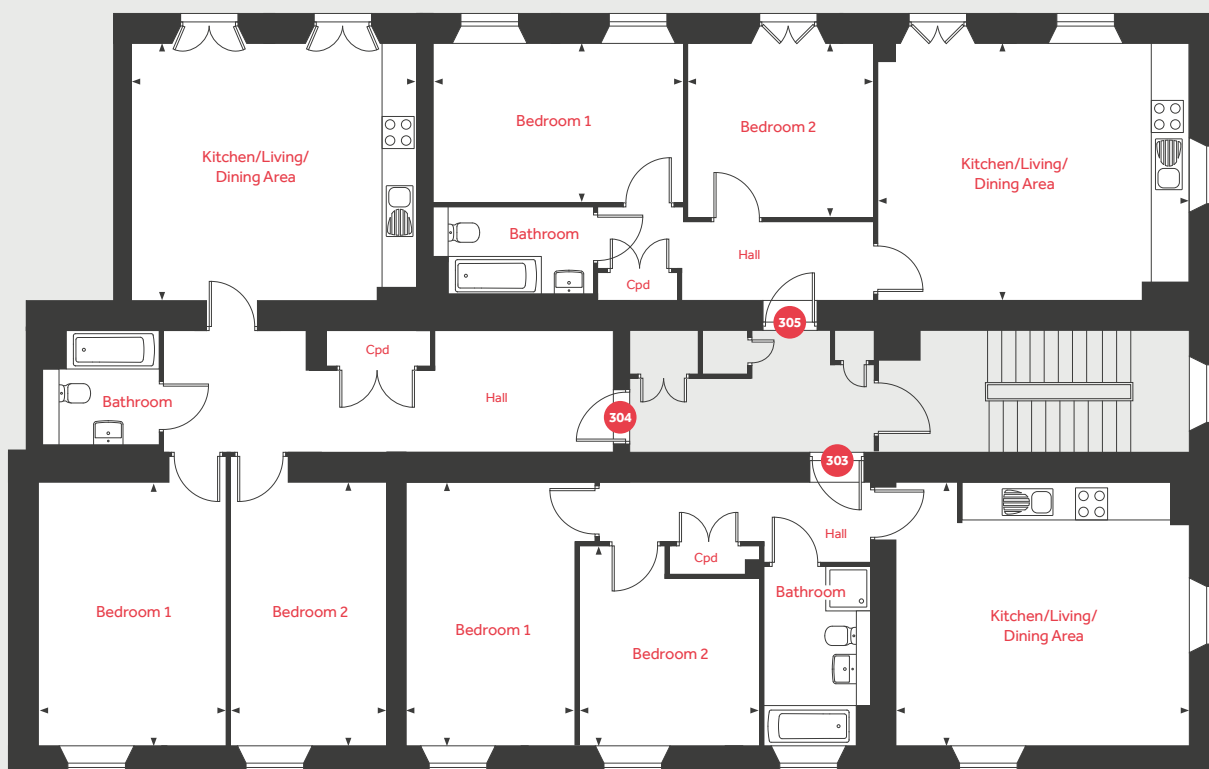 Bedroom 1
Bedroom 2
Kitchen/Living/
Dining Area
Kitchen/Living/
Dining Area
Bathroom
Hall
Cpd
305
Cpd
Hall
Bathroom
304
303
Hall
Cpd
Bathroom
Bedroom 1
Bedroom 2
Bedroom 1
Bedroom 2
Kitchen/Living/
Dining Area